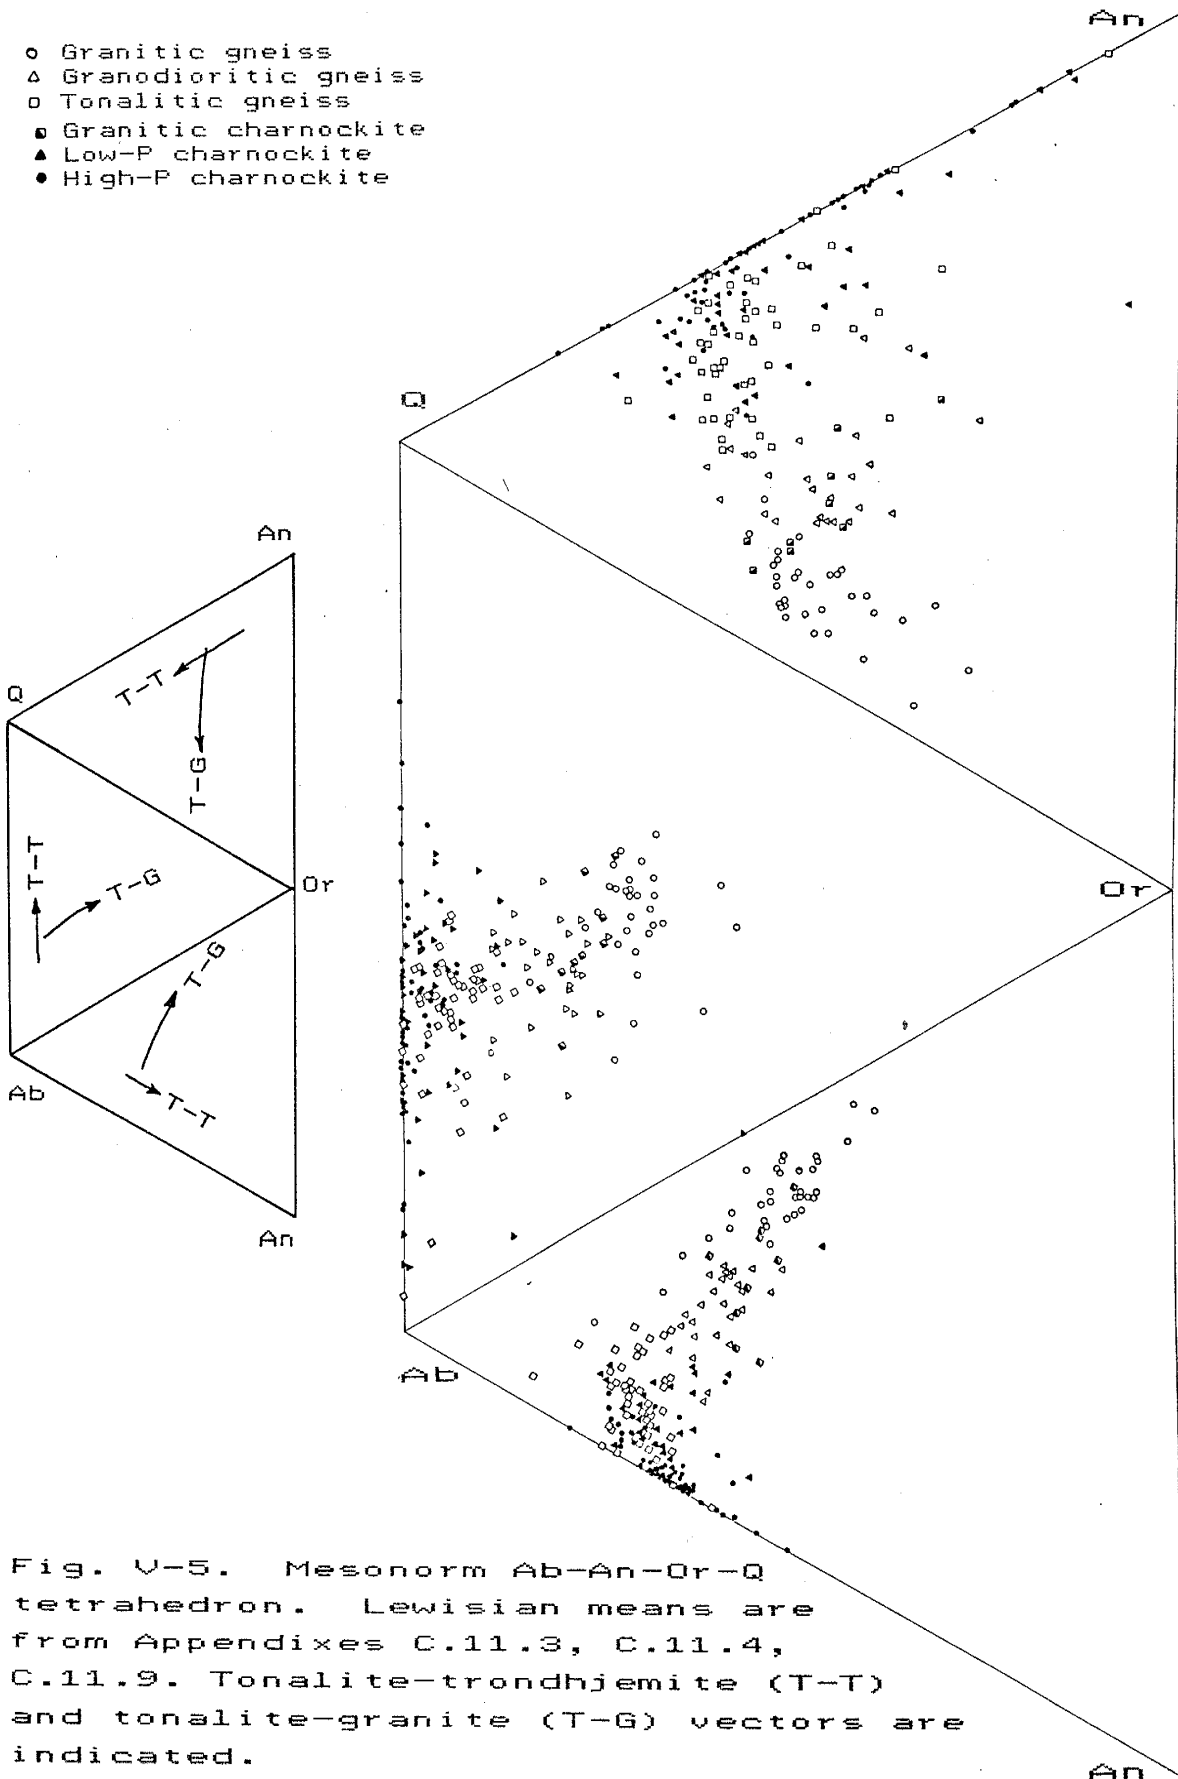 An
Granitic gneiss
Granodioritic gneiss
Tonalitic gneiss
Granitic charnockite
Low-P charnockite
High-P charnockite
Q
An
T-T
Q
T-G
T-T
T-G
Or
Or
T-G
Ab
T-T
An
Ab
Fig. V-5. Mesonorm Ab-An-Or-Q
tetrahedron. Lewisian means are
from Appendixes C.11.3, C.11.4,
C.11.9. Tonalite-trondhjemite (T-T)
and tonalite-granite (T-G) vectors are
indicated.
An